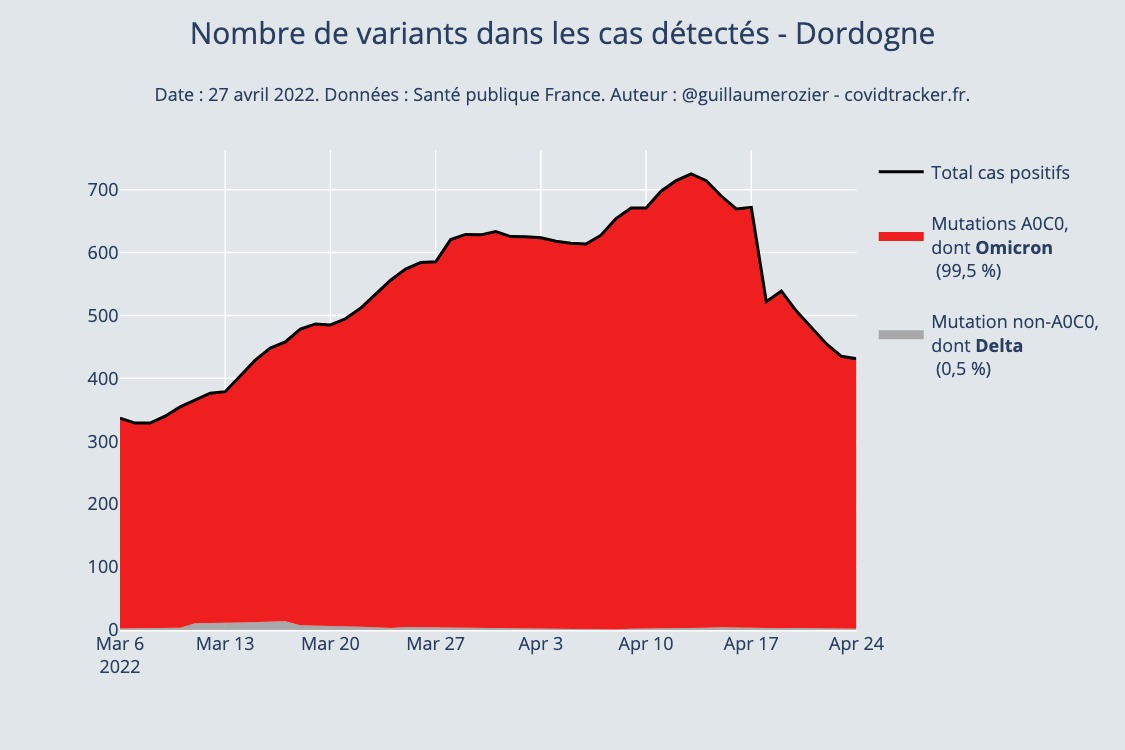 Nombre de variants dans les cas détectés - Dordogne
Date : 27 avril 2022. Données : Santé publique France. Auteur : @guillaumerozier - covidtracker.fr.
Total cas positifs
Mutations A0C0,
dont Omicron
(99,5 %)
Mutation non-A0C0,
dont Delta
(0,5 %)
700
600
500
400
300
200
100
0
Mar 6 Mar 13 Mar 20 Mar 27 Apr 3 Apr 10 Apr 17 Apr 24
2022